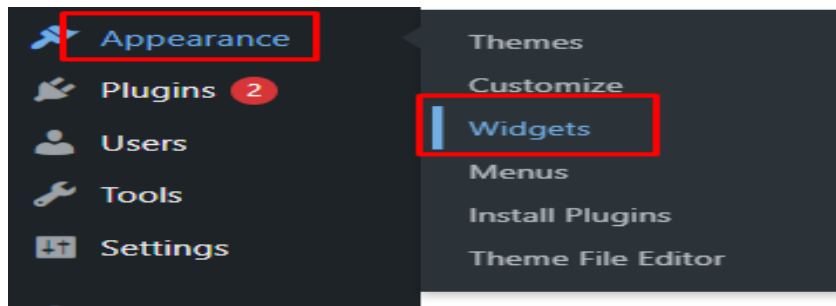 Appearance
Plugins 2
Users
Tools
Settings
Themes
Customize
Widgets
Menus
Install Plugins
Theme File Editor